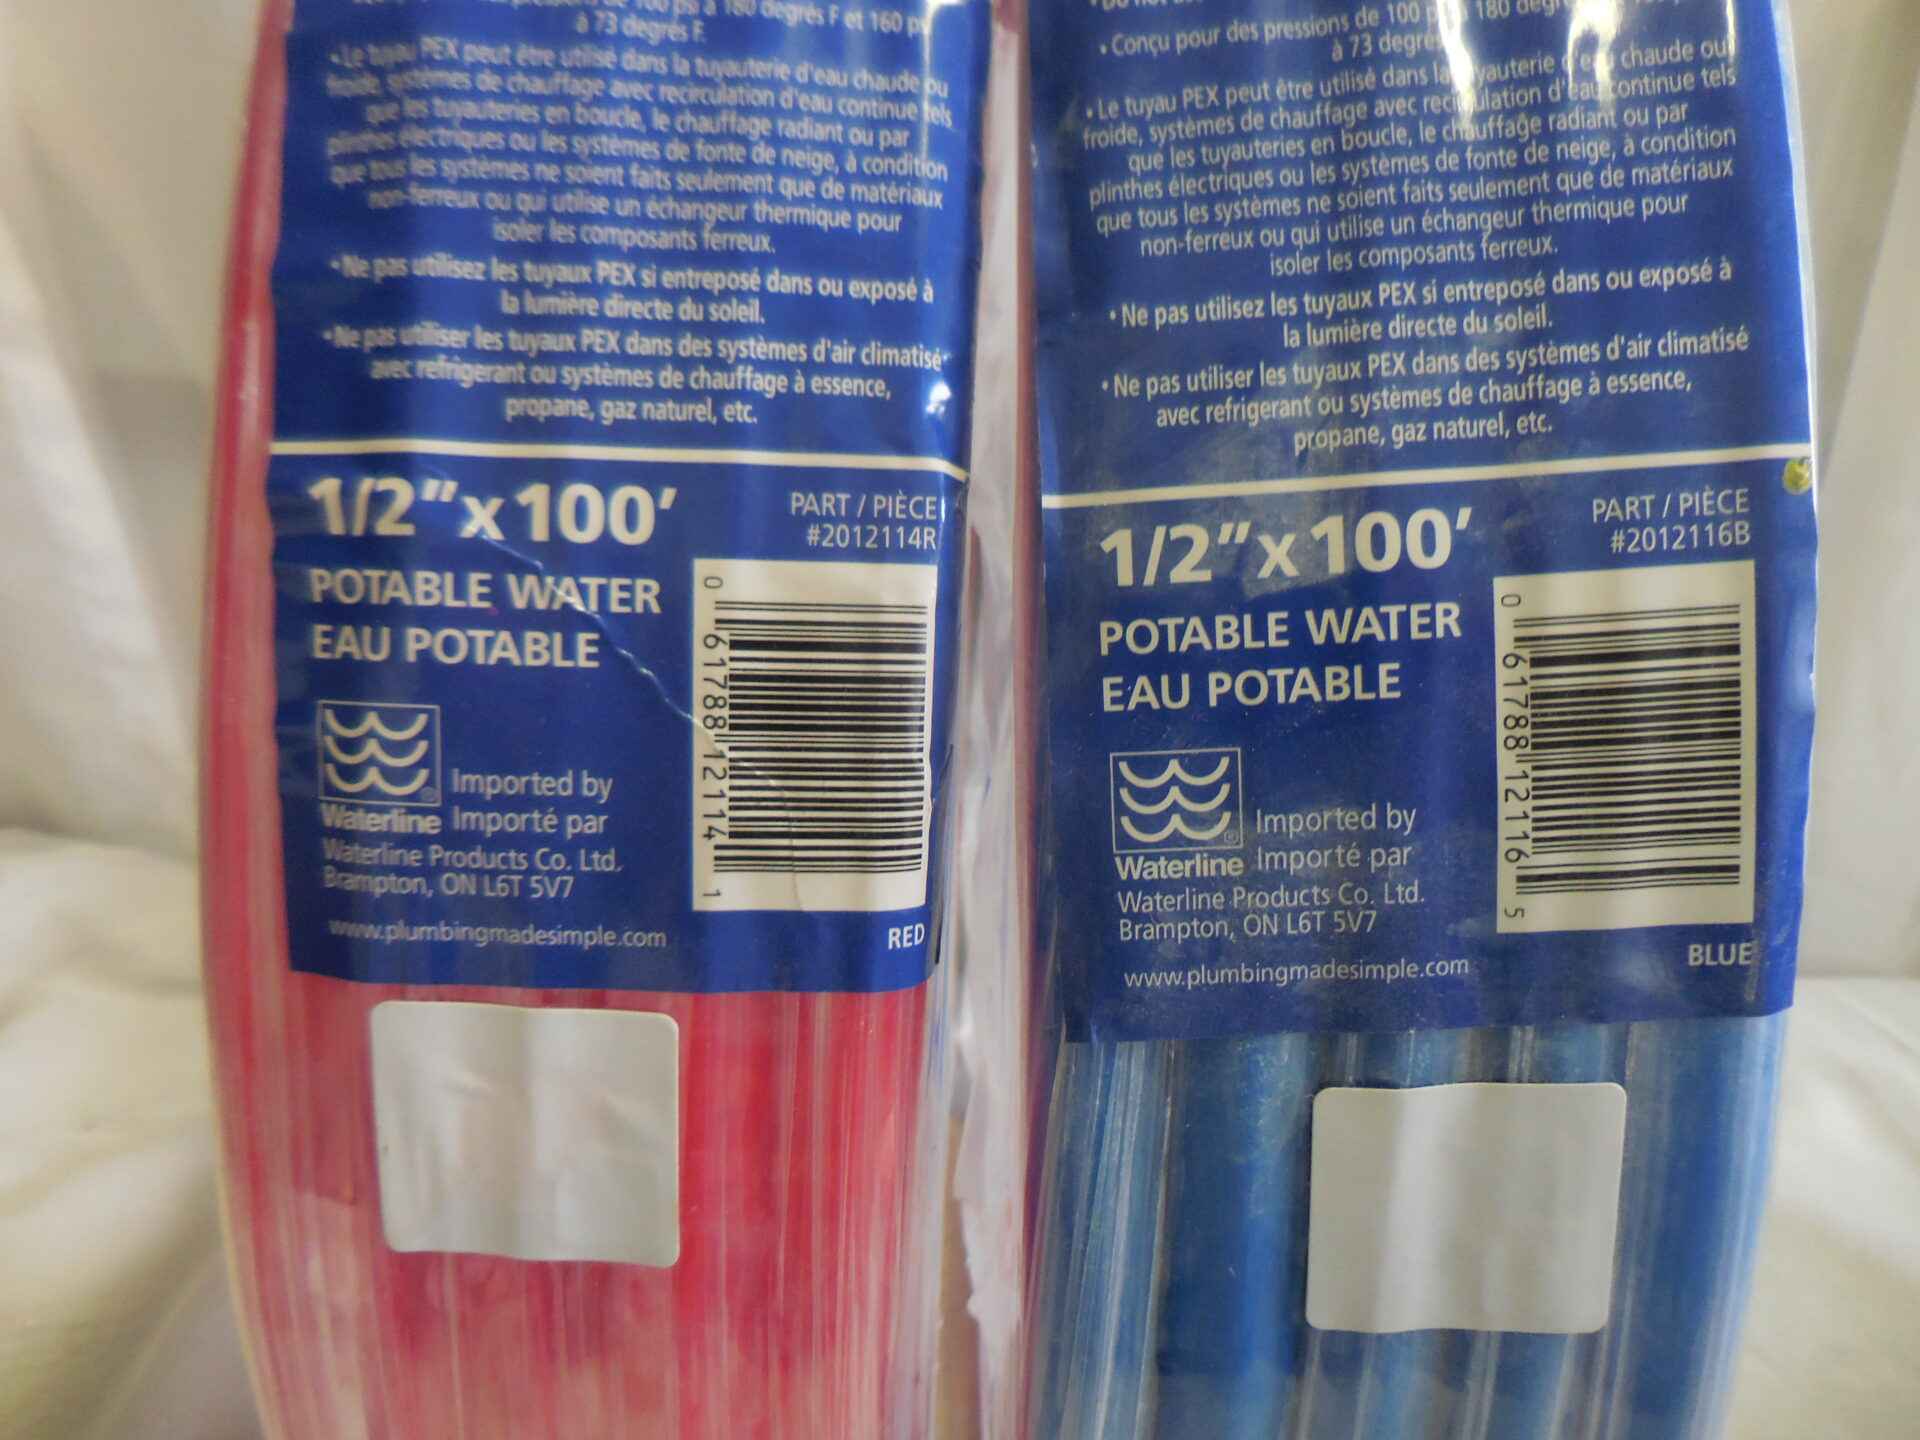 100 psi à 180 degrés F et 160
à 73 degrés F.
• Le tuyau PEX peut être utilisé dans la tuyauterie d'eau chaude ou
froide, systèmes de chauffage avec recirculation d'eau continue tels
que les tuyauteries en boucle, le chauffage radiant ou par
plinthes électriques ou les systèmes de fonte de neige, à condition
que tous les systèmes ne soient faits seulement que de matériaux
non-ferreux ou qui utilise un échangeur thermique pour
isoler les composants ferreux.
• Ne pas utilisez les tuyaux PEX si entreposé dans ou exposé à
la lumière directe du soleil.
• Ne pas utiliser les tuyaux PEX dans des systèmes d'air climatisé
avec refrigerant ou systèmes de chauffage à essence,
propane, gaz naturel, etc.
1/2" x 100'
PART / PIÈCE
#2012114R
POTABLE WATER
EAU POTABLE
0 61788 12114 1
Imported by
Waterline Importé par
Waterline Products Co. Ltd.
Brampton, ON L6T 5V7
www.plumbingmadesimple.com
RED
• Conçu pour des pressions de 100 180
à 73 degré
• Le tuyau PEX peut être utilisé dans la tuyauterie d'eau chaude ou
froide, systèmes de chauffage avec recirculation d'eau continue tels
que les tuyauteries en boucle, le chauffage radiant ou par
plinthes électriques ou les systèmes de fonte de neige, à condition
que tous les systèmes ne soient faits seulement que de matériaux
non-ferreux ou qui utilise un échangeur thermique pour
isoler les composants ferreux.
• Ne pas utilisez les tuyaux PEX si entreposé dans ou exposé à
la lumière directe du soleil.
• Ne pas utiliser les tuyaux PEX dans des systèmes d'air climatisé
avec refrigerant ou systèmes de chauffage à essence,
propane, gaz naturel, etc.
1/2" x 100'
PART / PIÈCE
#2012116B
POTABLE WATER
EAU POTABLE
0 61788 12116 5
Imported by
Waterline Importé par
Waterline Products Co. Ltd.
Brampton, ON L6T 5V7
www.plumbingmadesimple.com
BLUE